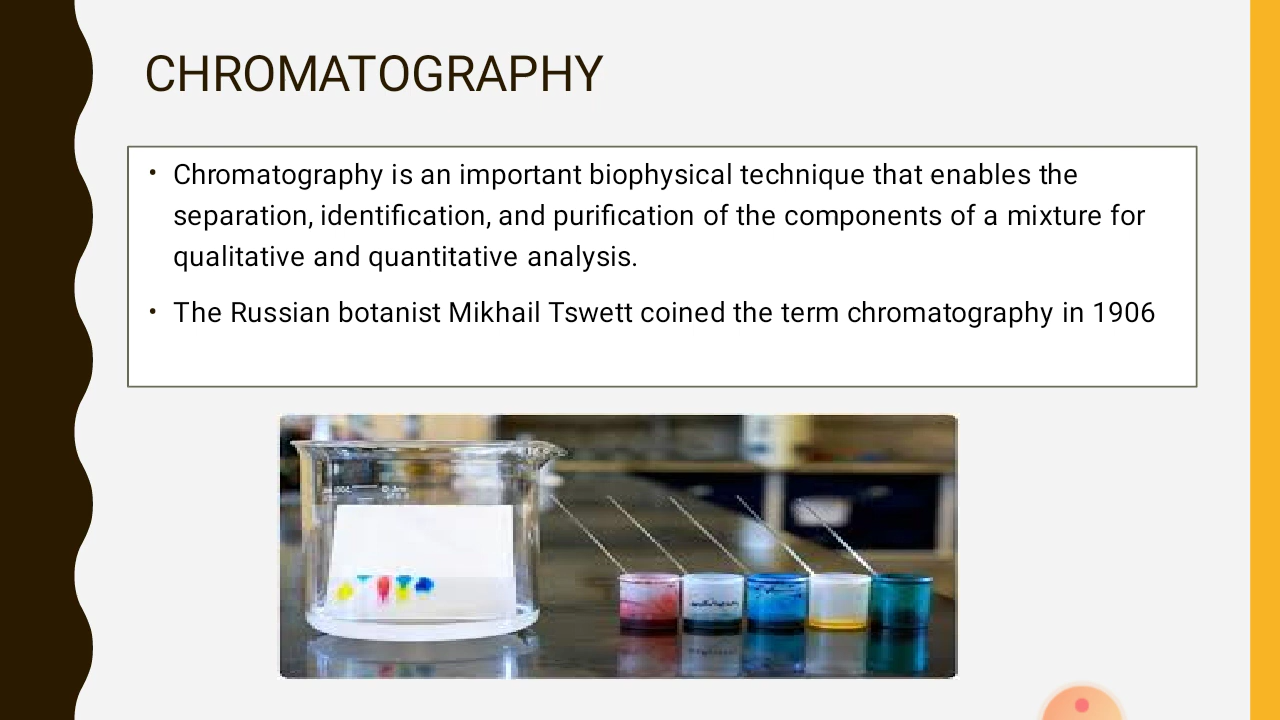 CHROMATOGRAPHY
• Chromatography is an important biophysical technique that enables the
separation, identification, and purification of the components of a mixture for
qualitative and quantitative analysis.
• The Russian botanist Mikhail Tswett coined the term chromatography in 1906